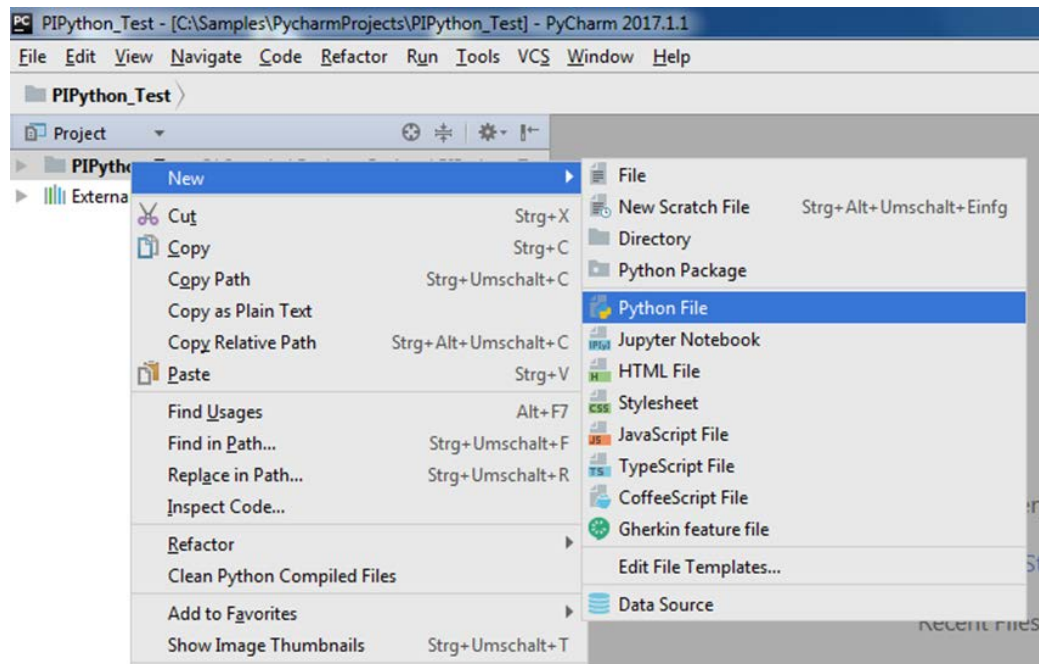 PIPython_Test - [C:\Samples\PycharmProjects\PIPython_Test] - PyCharm 2017.1.1
File Edit View Navigate Code Refactor Run Tools VCS Window Help
PIPython_Test
Project
PIPytho
Externa
New
Cut Strg+X
Copy Strg+C
Copy Path Strg+Umschalt+C
Copy as Plain Text
Copy Relative Path Strg+Alt+Umschalt+C
Paste Strg+V
Find Usages Alt+F7
Find in Path... Strg+Umschalt+F
Replace in Path... Strg+Umschalt+R
Inspect Code...
Refactor
Clean Python Compiled Files
Add to Favorites
Show Image Thumbnails Strg+Umschalt+T
File
New Scratch File Strg+Alt+Umschalt+Einfg
Directory
Python Package
Python File
Jupyter Notebook
HTML File
Stylesheet
JavaScript File
TypeScript File
CoffeeScript File
Gherkin feature file
Edit File Templates...
Data Source
Recent Files